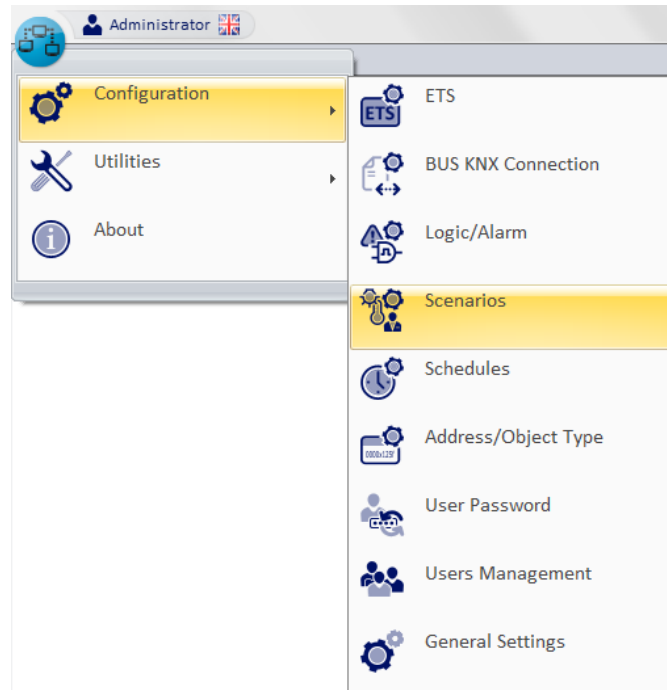 Administrator
Configuration
Utilities
About
ETS
ETS
BUS KNX Connection
Logic/Alarm
Scenarios
Schedules
Address/Object Type
User Password
Users Management
General Settings